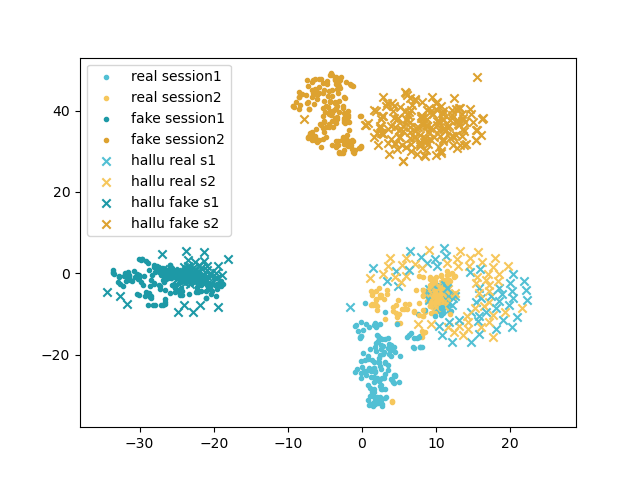 real session1
real session2
fake session1
fake session2
hallu real s1
hallu real s2
hallu fake s1
hallu fake s2
40
20
0
−20
−30
−20
−10
0
10
20